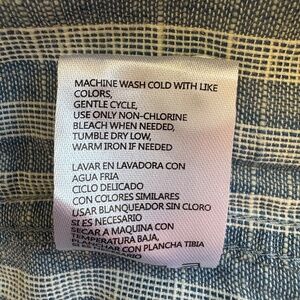 MACHINE WASH COLD WITH LIKE
COLORS,
GENTLE CYCLE,
USE ONLY NON-CHLORINE
BLEACH WHEN NEEDED,
TUMBLE DRY LOW,
WARM IRON IF NEEDED
LAVAR EN LAVADORA CON
AGUA FRIA
CICLO DELICADO
CON COLORES SIMILARES
USAR BLANQUEADOR SIN CLORO
SI ES NECESARIO
SECAR A MAQUINA CON
TEMPERATURA BAJA,
CON PLANCHA TIBIA